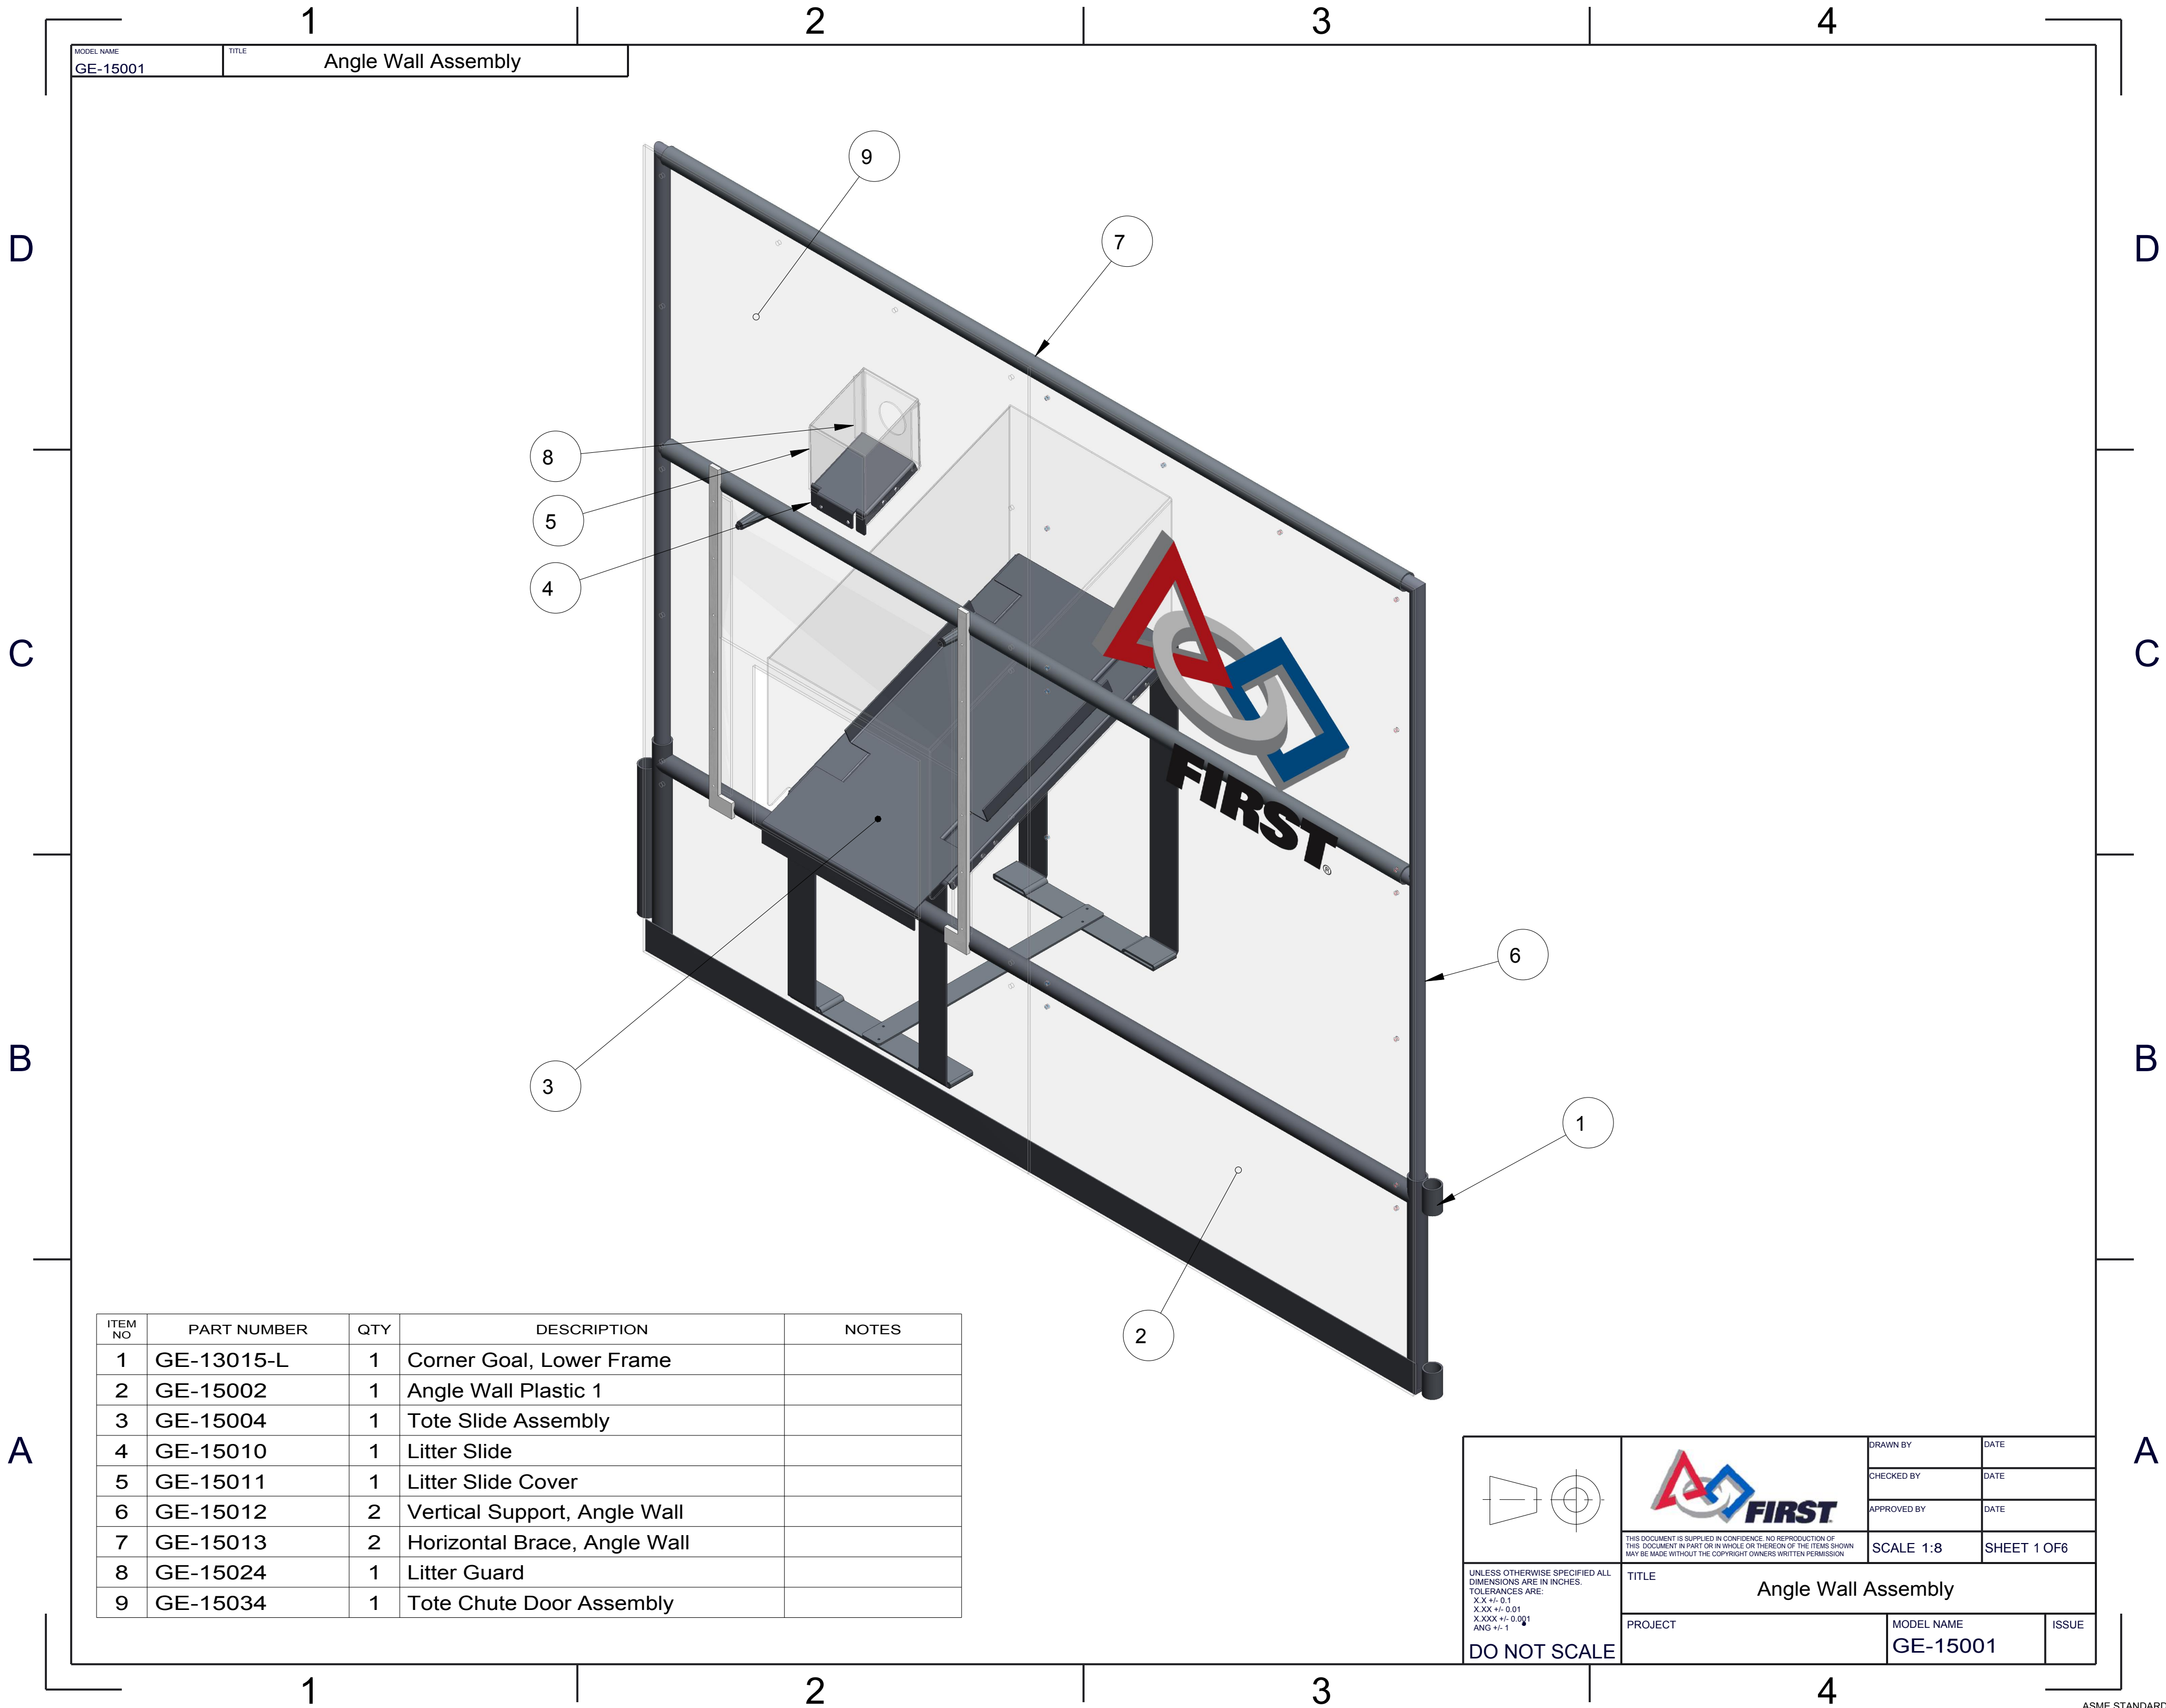 1 2 3 4
MODEL NAME
GE-15001
TITLE
Angle Wall Assembly
D D
C C
B B
A A
9
7
8
5
4
6
3
1
2
FIRST®
ITEM NO PART NUMBER QTY DESCRIPTION NOTES
1 GE-13015-L 1 Corner Goal, Lower Frame
2 GE-15002 1 Angle Wall Plastic 1
3 GE-15004 1 Tote Slide Assembly
4 GE-15010 1 Litter Slide
5 GE-15011 1 Litter Slide Cover
6 GE-15012 2 Vertical Support, Angle Wall
7 GE-15013 2 Horizontal Brace, Angle Wall
8 GE-15024 1 Litter Guard
9 GE-15034 1 Tote Chute Door Assembly
FIRST
DRAWN BY DATE
CHECKED BY DATE
APPROVED BY DATE
THIS DOCUMENT IS SUPPLIED IN CONFIDENCE. NO REPRODUCTION OF
THIS DOCUMENT IN PART OR IN WHOLE OR THEREON OF THE ITEMS SHOWN
MAY BE MADE WITHOUT THE COPYRIGHT OWNERS WRITTEN PERMISSION
SCALE 1:8 SHEET 1 OF6
UNLESS OTHERWISE SPECIFIED ALL
DIMENSIONS ARE IN INCHES.
TOLERANCES ARE:
X.X +/- 0.1
X.XX +/- 0.01
X.XXX +/- 0.001
ANG +/- 1
DO NOT SCALE
TITLE
Angle Wall Assembly
PROJECT
MODEL NAME
GE-15001
ISSUE
1 2 3 4
ASME STANDARD